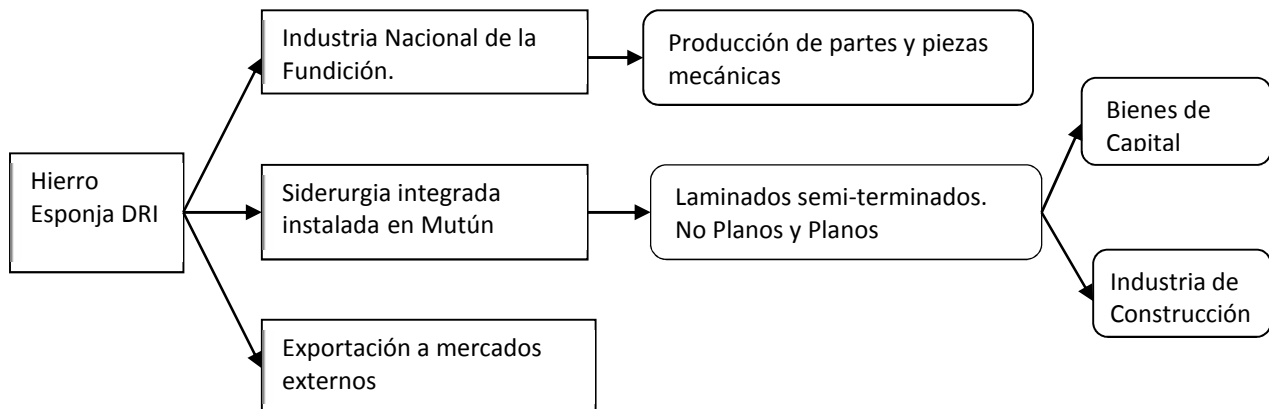 Industria Nacional de la
Fundición.
Producción de partes y piezas
mecánicas
Bienes de
Capital
Hierro
Esponja DRI
Siderurgia integrada
instalada en Mutún
Laminados semi-terminados.
No Planos y Planos
Industria de
Construcción
Exportación a mercados
externos